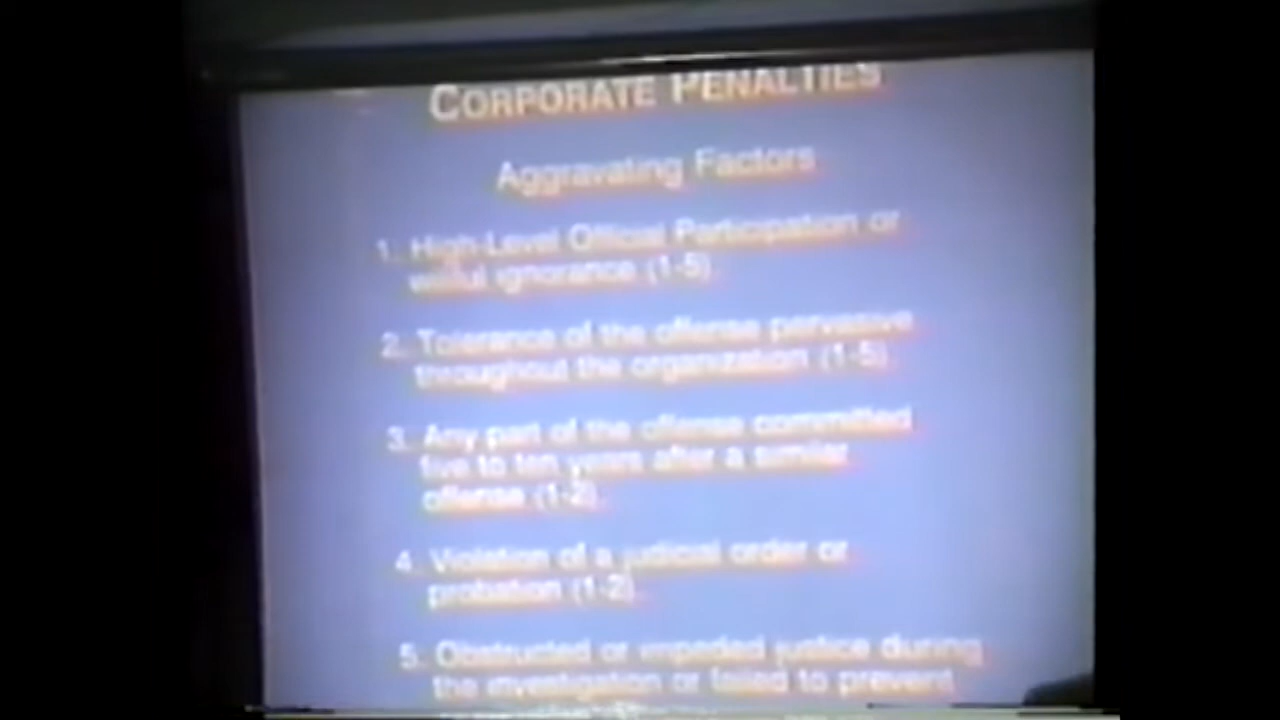 CORPORATE PENALTIES
Aggravating Factors
1. High-Level Official Participation or
willful ignorance (1-5)
2. Tolerance of the offense pervasive
throughout the organization (1-5)
3. Any part of the offense committed
five to ten years after a similar
offense (1-2).
4. Violation of a judicial order or
probation (1-2).
5. Obstructed or impeded justice during
the investigation or failed to prevent